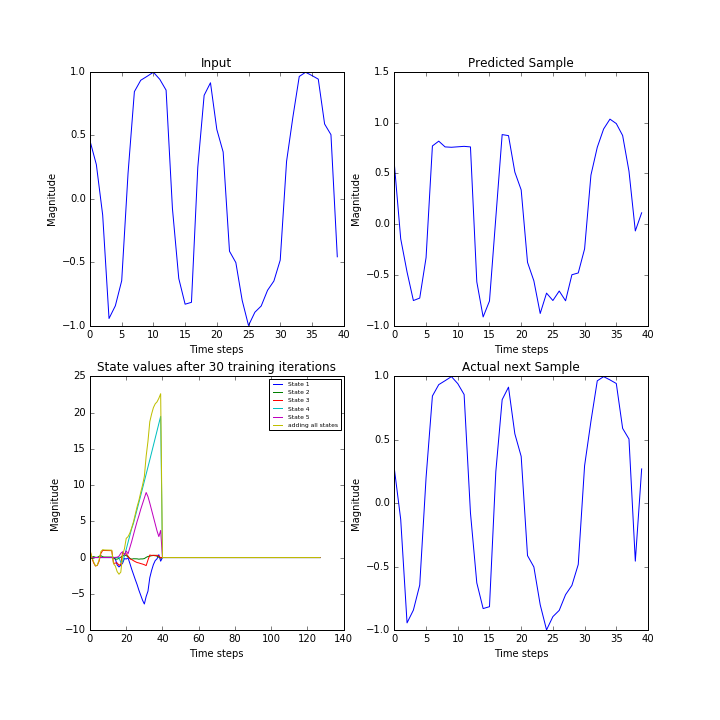 Input
1.0
0.5
0.0
−0.5
−1.0
Magnitude
0 5 10 15 20 25 30 35 40
Time steps
Predicted Sample
1.5
1.0
0.5
0.0
−0.5
−1.0
Magnitude
0 5 10 15 20 25 30 35 40
Time steps
State values after 30 training iterations
25
20
15
10
5
0
−5
−10
Magnitude
State 1
State 2
State 3
State 4
State 5
adding all states
0 20 40 60 80 100 120 140
Time steps
Actual next Sample
1.0
0.5
0.0
−0.5
−1.0
Magnitude
0 5 10 15 20 25 30 35 40
Time steps